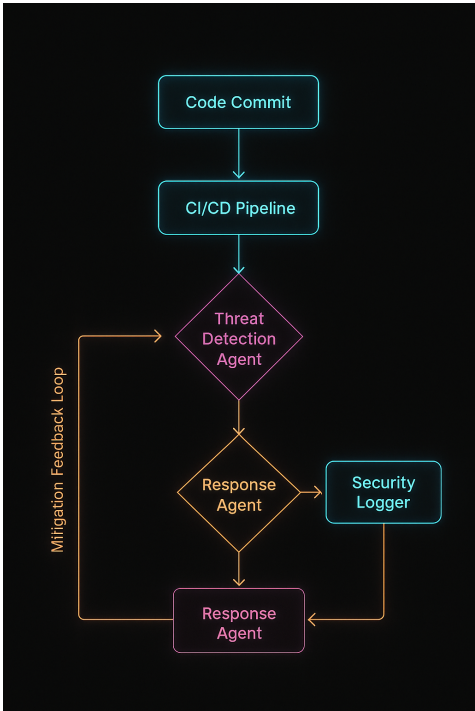 Code Commit
CI/CD Pipeline
Threat
Detection
Agent
Response
Agent
Security
Logger
Response
Agent
Mitigation Feedback Loop